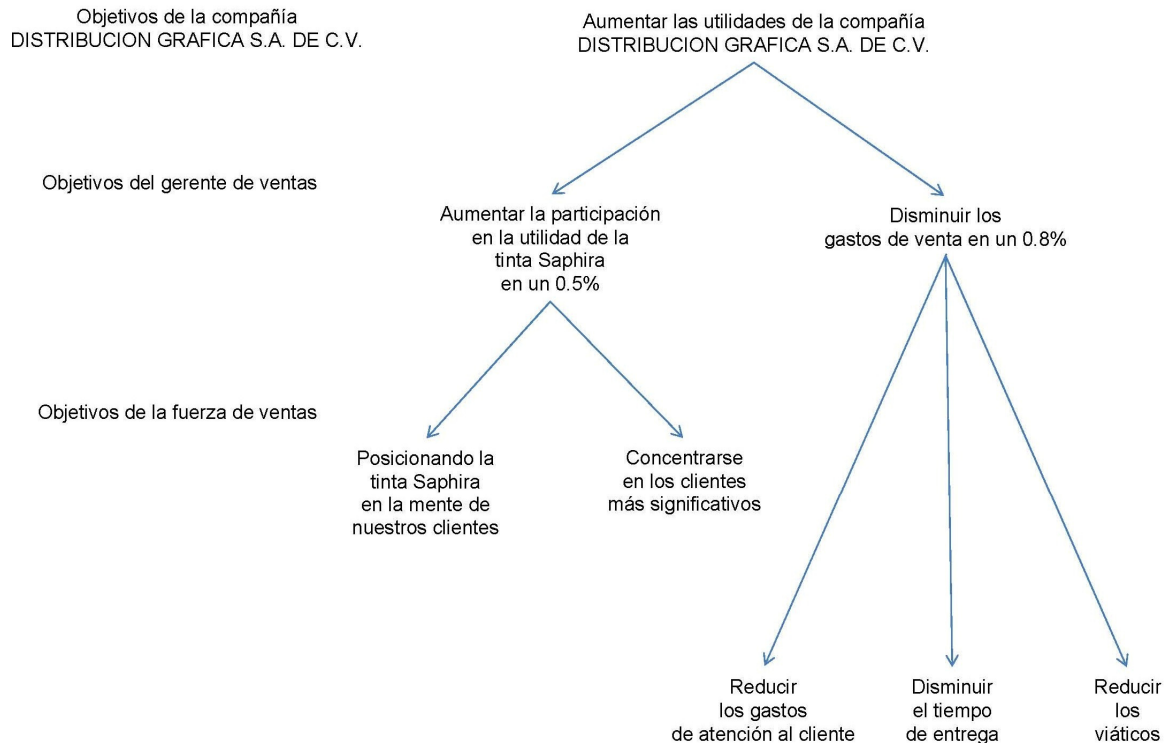 Objetivos de la compañía
DISTRIBUCION GRAFICA S.A. DE C.V.
Aumentar las utilidades de la compañía
DISTRIBUCION GRAFICA S.A. DE C.V.
Objetivos del gerente de ventas
Aumentar la participación
en la utilidad de la
tinta Saphira
en un 0.5%
Disminuir los
gastos de venta en un 0.8%
Objetivos de la fuerza de ventas
Posicionando la
tinta Saphira
en la mente de
nuestros clientes
Concentrarse
en los clientes
más significativos
Reducir
los gastos
de atención al cliente
Disminuir
el tiempo
de entrega
Reducir
los
viáticos